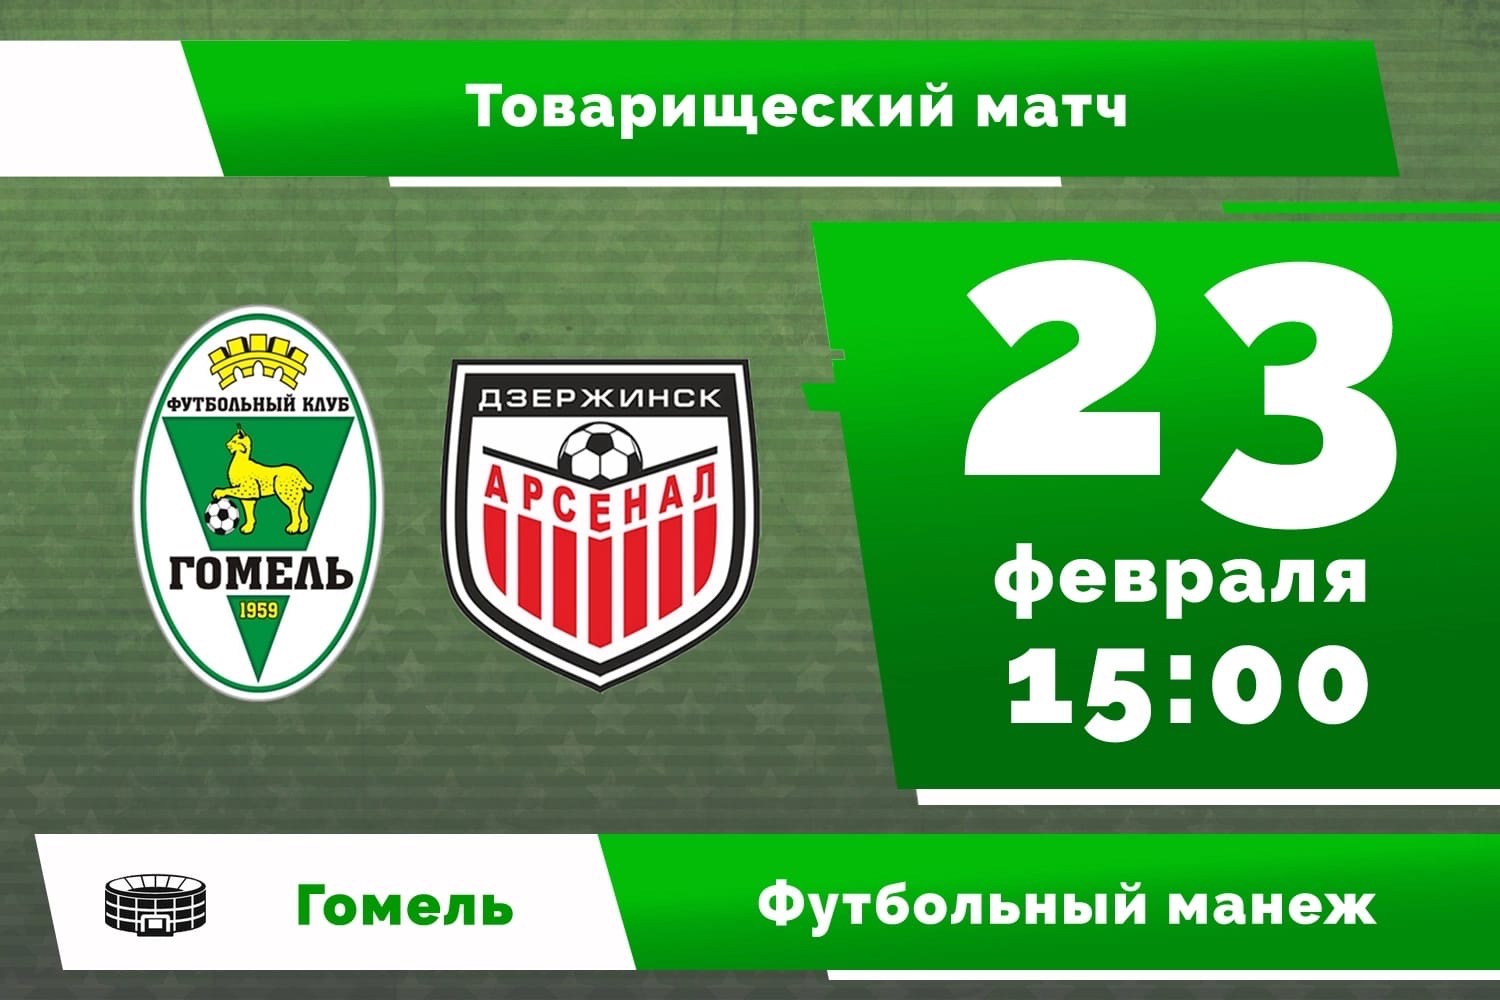 Товарищеский матч
ФУТБОЛЬНЫЙ КЛУБ
ГОМЕЛЬ
1959
ДЗЕРЖИНСК
АРСЕНАЛ
23
февраля
15:00
Гомель
Футбольный манеж